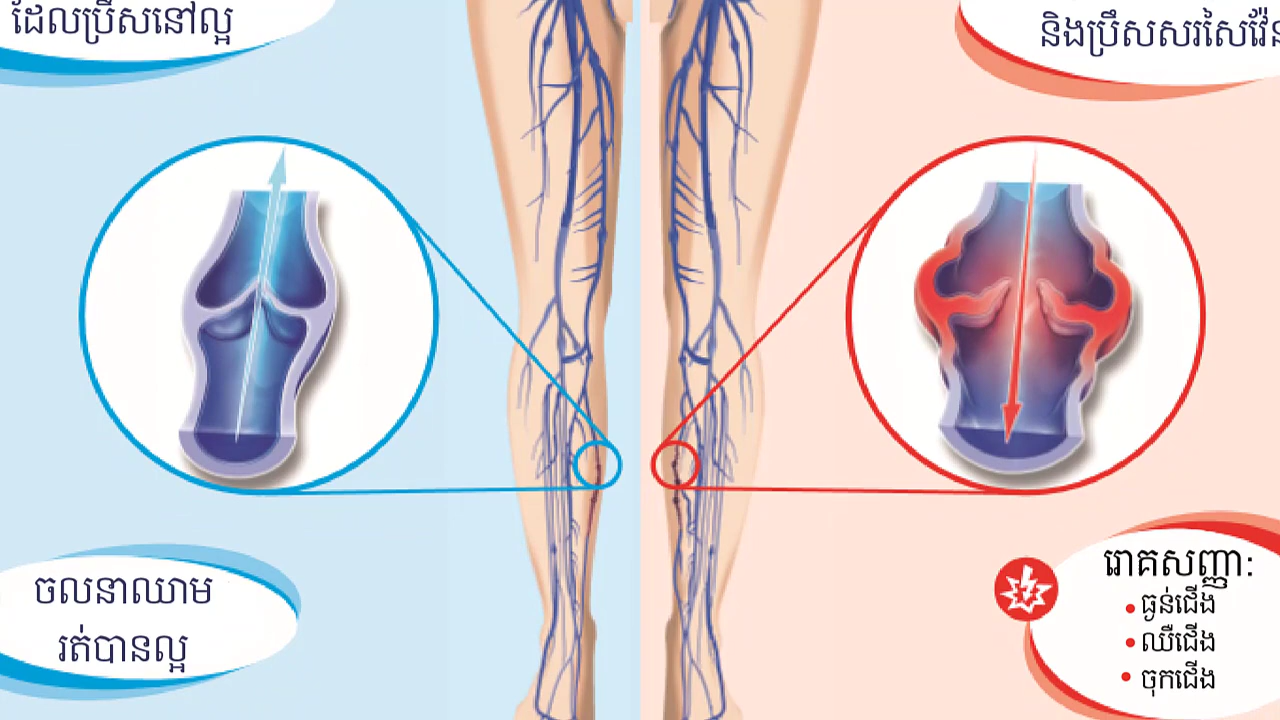 ដែលប្រឹសនៅល្អ
និងប្រឹសសរសៃវ៉ែន
ចលនាឈាម
រត់បានល្អ
រោគសញ្ញា:
• ធ្ងន់ជើង
• ឈឺជើង
• ចុកជើង